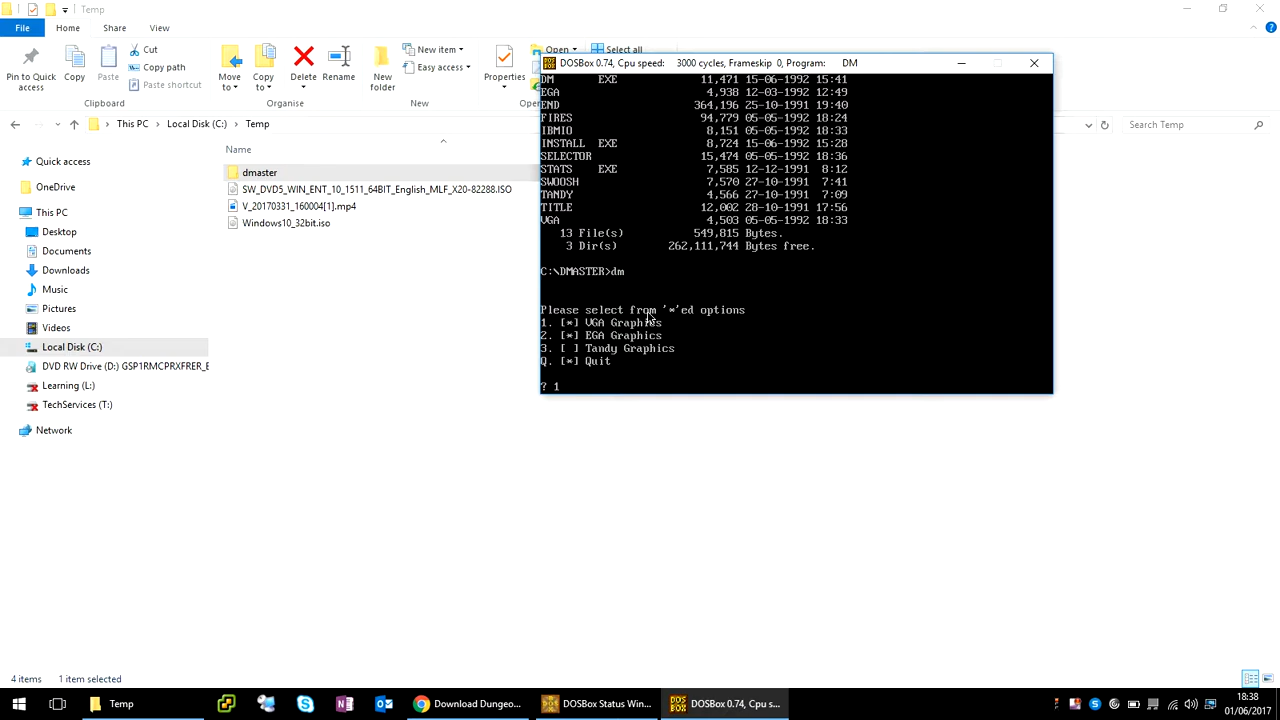 Temp
File
Home
Share
View
Pin to Quick access
Copy
Cut
Copy path
Paste shortcut
Clipboard
Move to
Copy to
Delete
Rename
Organise
New folder
New item
Easy access
New
Properties
Open
Select all
This PC
Local Disk (C:)
Temp
Search Temp
Quick access
OneDrive
This PC
Desktop
Documents
Downloads
Music
Pictures
Videos
Local Disk (C:)
DVD RW Drive (D:) GSP1RMCPRXFRER_E
Learning (L:)
TechServices (T:)
Network
Name
dmaster
SW_DVD5_WIN_ENT_10_1511_64BIT_English_MLF_X20-82288.ISO
V_20170331_160004[1].mp4
Windows10_32bit.iso
DOSBox 0.74, Cpu speed: 3000 cycles, Frameskip 0, Program: DM
DM EXE 11,471 15-06-1992 15:41
EGA 4,938 12-03-1992 12:49
END 364,196 25-10-1991 19:40
FIRES 94,779 05-05-1992 18:24
IBMIO 8,151 05-05-1992 18:33
INSTALL EXE 8,724 15-06-1992 15:28
SELECTOR 15,474 05-05-1992 18:36
STATS EXE 7,585 12-12-1991 8:12
SWOOSH 7,570 27-10-1991 7:41
TANDY 4,566 27-10-1991 7:09
TITLE 12,002 28-10-1991 17:56
VGA 4,503 05-05-1992 18:33
13 File(s) 549,815 Bytes.
3 Dir(s) 262,111,744 Bytes free.
C:\DMASTER>dm
Please select from '*'ed options
1. [*] VGA Graphics
2. [*] EGA Graphics
3. [ ] Tandy Graphics
Q. [*] Quit
? 1
4 items
1 item selected
Temp
Download Dungeo...
DOSBox Status Win...
DOSBox 0.74, Cpu s...
18:38
01/06/2017